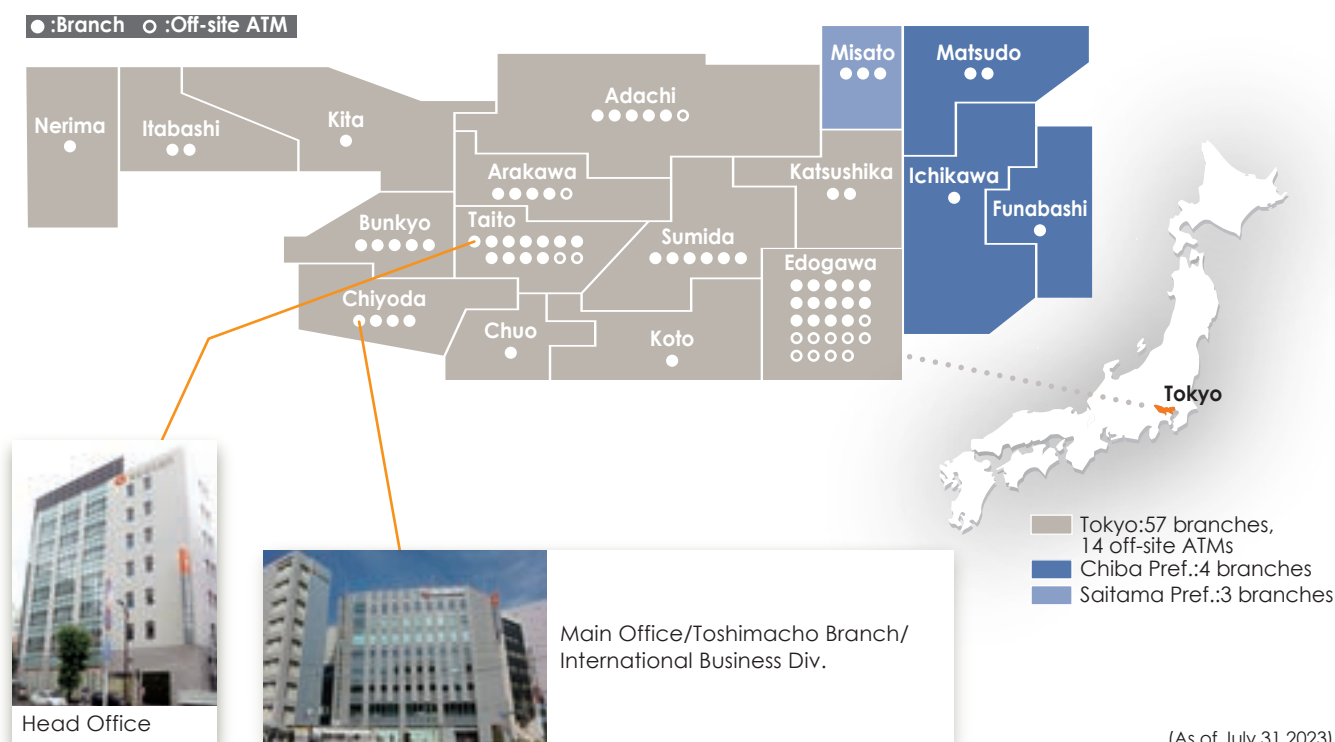 :Branch :Off-site ATM
Misato
Matsudo
Adachi
Nerima
Itabashi
Kita
Arakawa
Katsushika
Ichikawa
Bunkyo
Taito
Sumida
Funabashi
Edogawa
Chiyoda
Chuo
Koto
Tokyo
Tokyo:57 branches,
14 off-site ATMs
Chiba Pref.:4 branches
Saitama Pref.:3 branches
Main Office/Toshimacho Branch/
International Business Div.
Head Office
(As of July 31,2023)